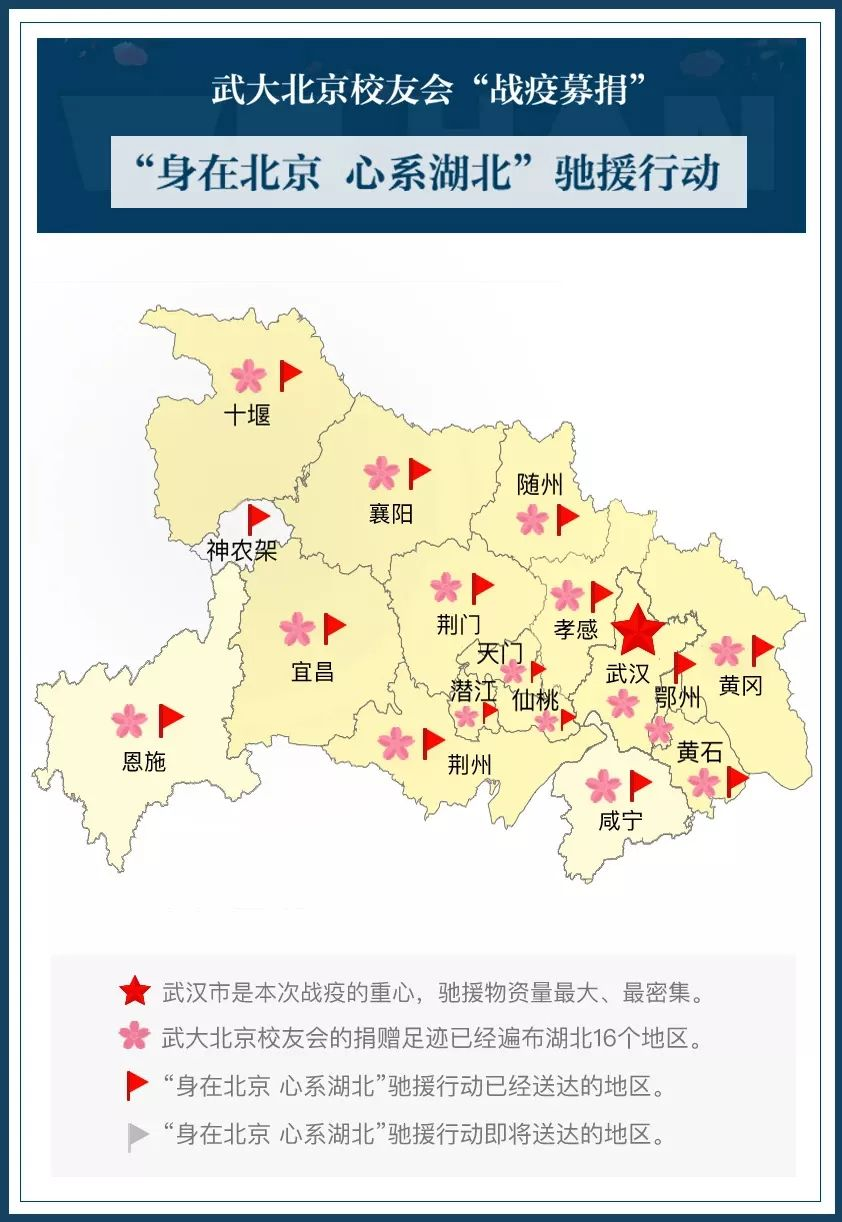 武大北京校友会“战疫募捐”
WUHAN
“身在北京 心系湖北”驰援行动
十堰
襄阳
随州
神农架
荆门
孝感
天门
宜昌
武汉
黄冈
潜江
仙桃
鄂州
恩施
荆州
黄石
咸宁
武汉市是本次战疫的重心，驰援物资量最大、最密集。
武大北京校友会的捐赠足迹已经遍布湖北16个地区。
“身在北京 心系湖北”驰援行动已经送达的地区。
“身在北京 心系湖北”驰援行动即将送达的地区。